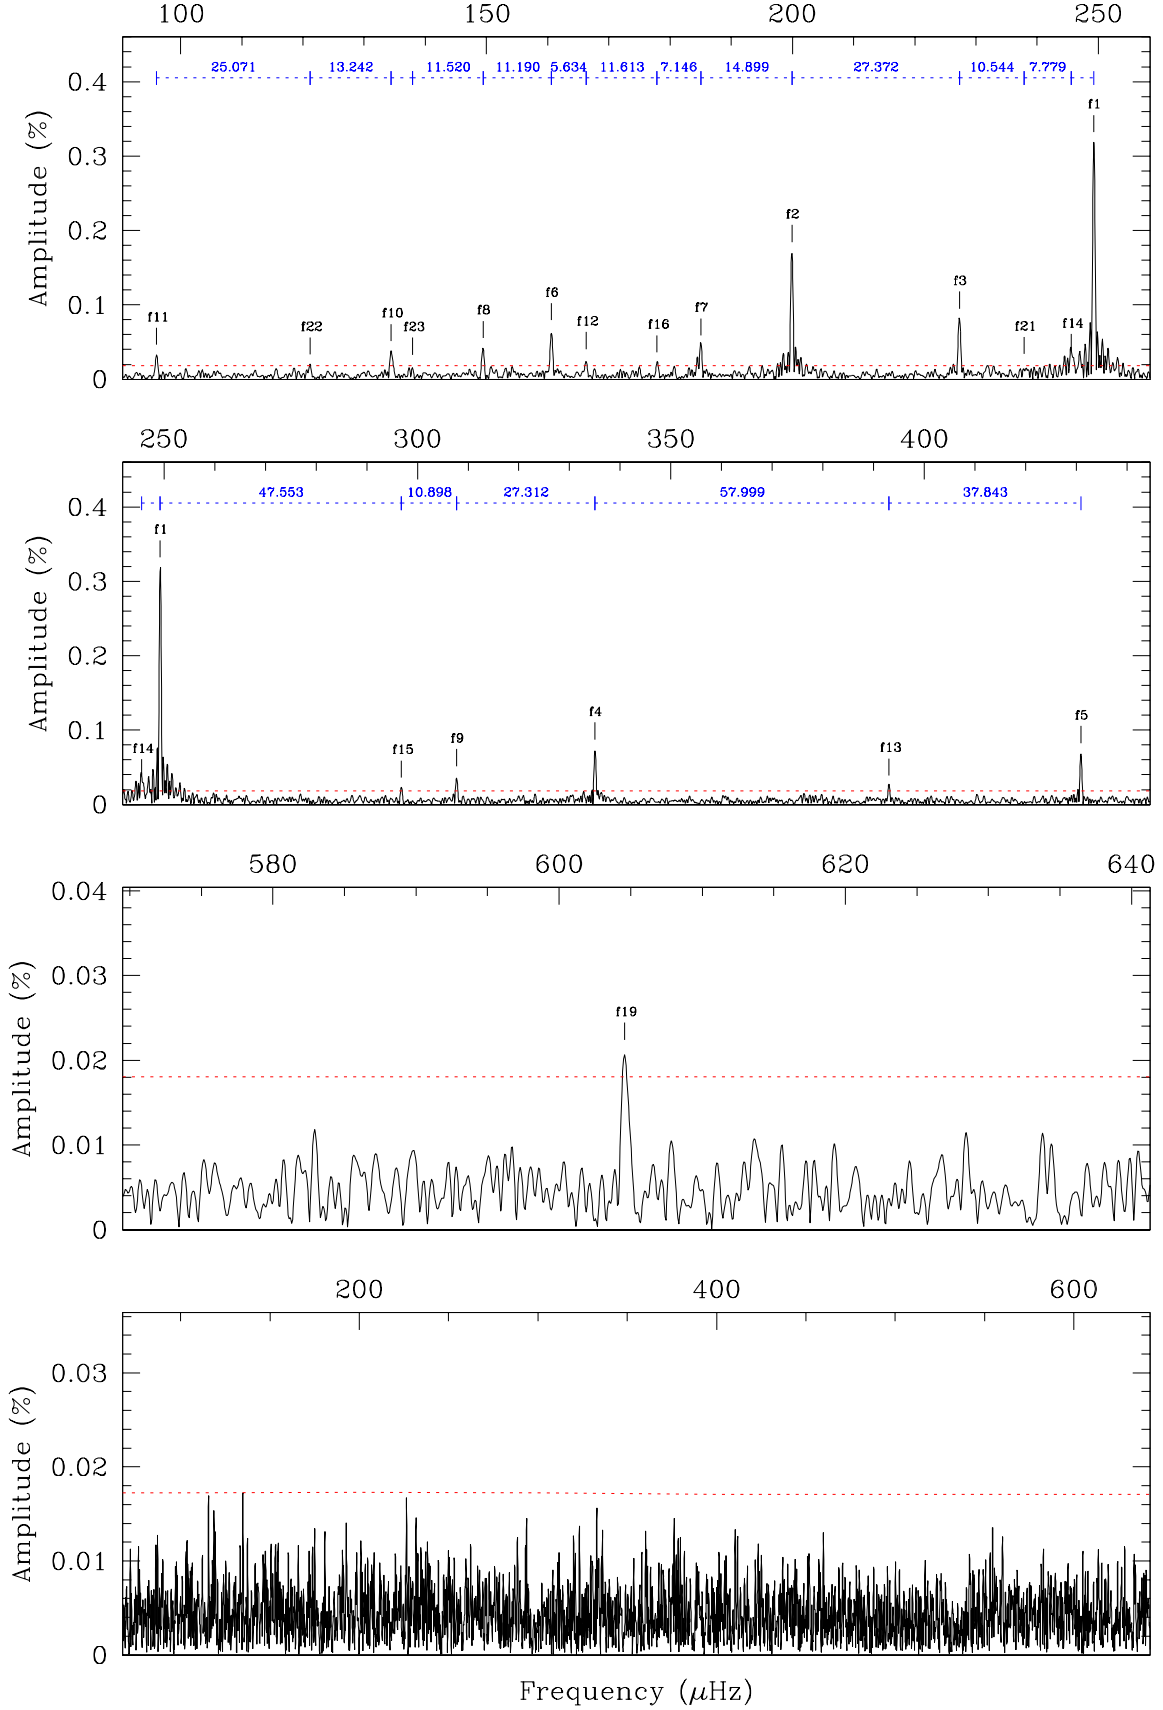 100 150 200 250
25.071 13.242 11.520 11.190 5.634 11.613 7.146 14.899 27.372 10.544 7.779
0.4
f1
0.3
f2
0.2
f3
f6
f7
0.1
f11 f22 f10 f23 f8 f12 f16 f21 f14
0
Amplitude (%)
250 300 350 400
47.553 10.898 27.312 57.999 37.843
0.4
f1
0.3
0.2
f4 f5
0.1
f14 f15 f9 f13
0
Amplitude (%)
580 600 620 640
0.04
0.03
f19
0.02
0.01
0
Amplitude (%)
200 400 600
0.03
0.02
0.01
0
Amplitude (%)
Frequency (μHz)